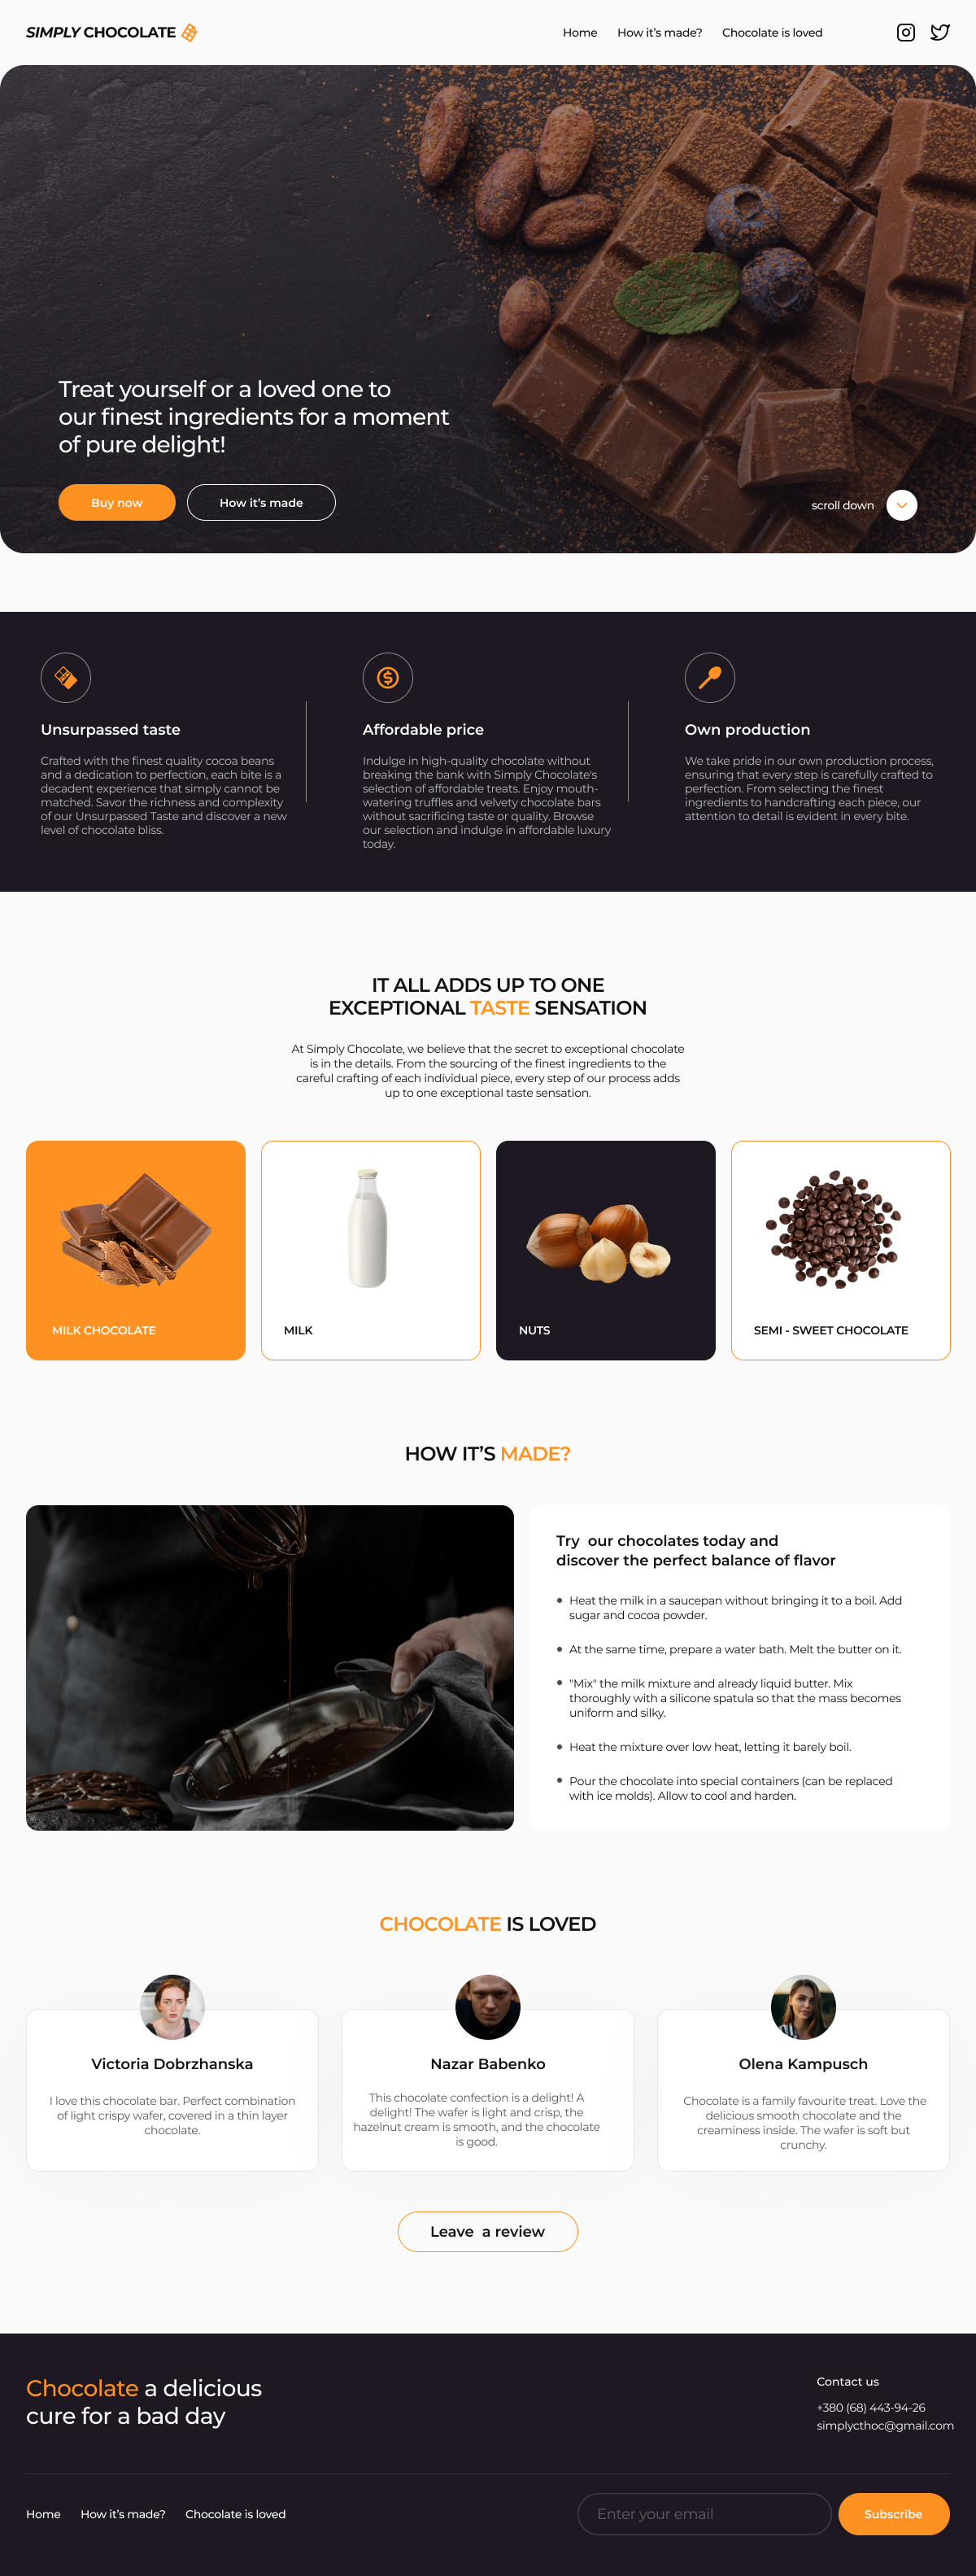 SIMPLY CHOCOLATE
Home How it's made? Chocolate is loved
Treat yourself or a loved one to
our finest ingredients for a moment
of pure delight!
Buy now
How it's made
scroll down
Unsurpassed taste
Crafted with the finest quality cocoa beans
and a dedication to perfection, each bite is a
decadent experience that simply cannot be
matched. Savor the richness and complexity
of our Unsurpassed Taste and discover a new
level of chocolate bliss.
Affordable price
Indulge in high-quality chocolate without
breaking the bank with Simply Chocolate's
selection of affordable treats. Enjoy mouth-
watering truffles and velvety chocolate bars
without sacrificing taste or quality. Browse
our selection and indulge in affordable luxury
today.
Own production
We take pride in our own production process,
ensuring that every step is carefully crafted to
perfection. From selecting the finest
ingredients to handcrafting each piece, our
attention to detail is evident in every bite.
IT ALL ADDS UP TO ONE
EXCEPTIONAL TASTE SENSATION
At Simply Chocolate, we believe that the secret to exceptional chocolate
is in the details. From the sourcing of the finest ingredients to the
careful crafting of each individual piece, every step of our process adds
up to one exceptional taste sensation.
MILK CHOCOLATE
MILK
NUTS
SEMI - SWEET CHOCOLATE
HOW IT'S MADE?
Try our chocolates today and
discover the perfect balance of flavor
Heat the milk in a saucepan without bringing it to a boil. Add
sugar and cocoa powder.
At the same time, prepare a water bath. Melt the butter on it.
"Mix" the milk mixture and already liquid butter. Mix
thoroughly with a silicone spatula so that the mass becomes
uniform and silky.
Heat the mixture over low heat, letting it barely boil.
Pour the chocolate into special containers (can be replaced
with ice molds). Allow to cool and harden.
CHOCOLATE IS LOVED
Victoria Dobrzhanska
I love this chocolate bar. Perfect combination
of light crispy wafer, covered in a thin layer
chocolate.
Nazar Babenko
This chocolate confection is a delight! A
delight! The wafer is light and crisp, the
hazelnut cream is smooth, and the chocolate
is good.
Olena Kampusch
Chocolate is a family favourite treat. Love the
delicious smooth chocolate and the
creaminess inside. The wafer is soft but
crunchy.
Leave a review
Chocolate a delicious
cure for a bad day
Contact us
+380 (68) 443-94-26
simplycthoc@gmail.com
Home How it's made? Chocolate is loved
Enter your email
Subscribe